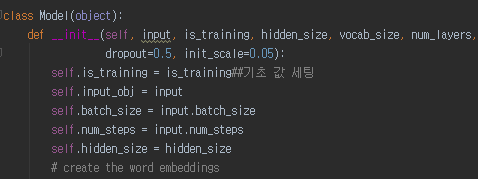 class Model(object):
def __init__(self, input, is_training, hidden_size, vocab_size, num_layers,
dropout=0.5, init_scale=0.05):
self.is_training = is_training##기초 값 세팅
self.input_obj = input
self.batch_size = input.batch_size
self.num_steps = input.num_steps
self.hidden_size = hidden_size
# create the word embeddings